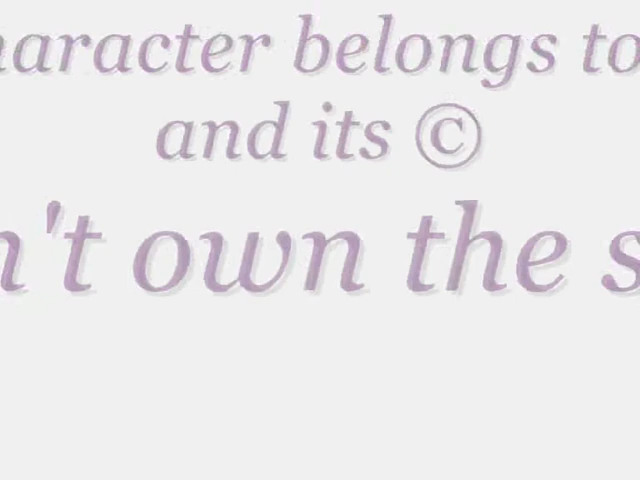 haracter belongs to
and its ©
n't own the s